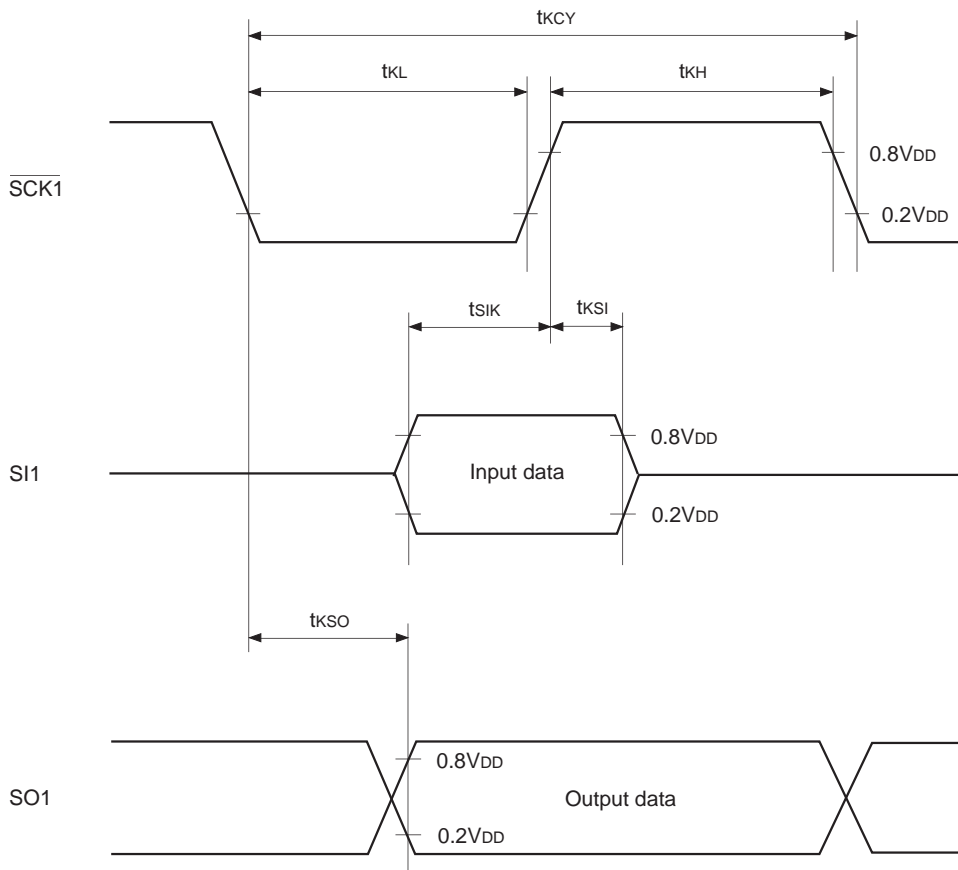 tKCY
tKL
tKH
SCK1
0.8VDD
0.2VDD
tSIK
tKSI
SI1
Input data
0.8VDD
0.2VDD
tKSO
SO1
0.8VDD
Output data
0.2VDD